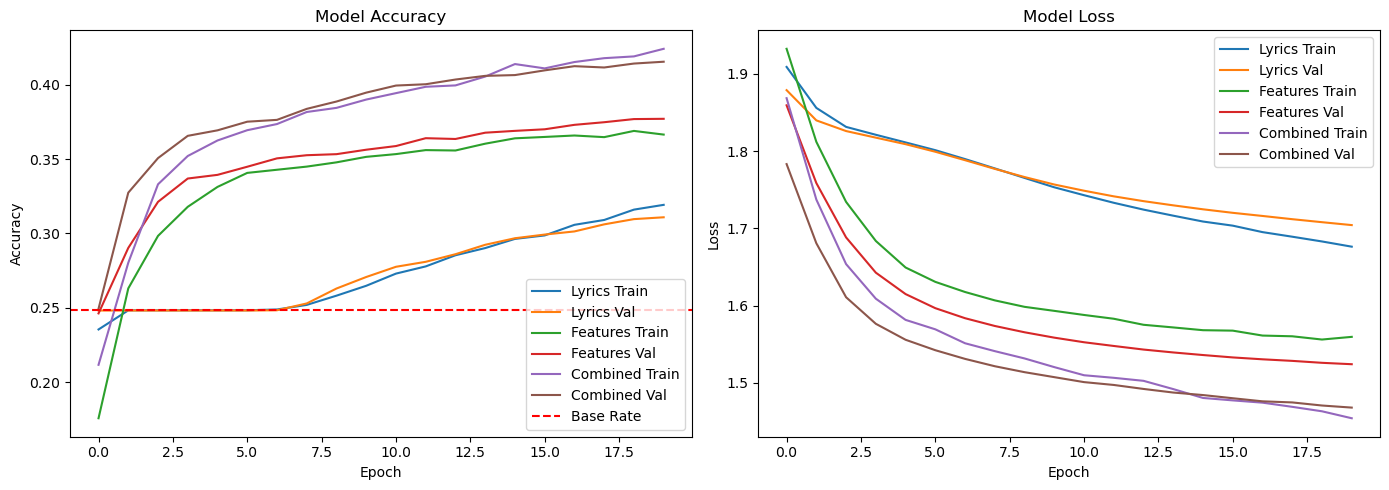 Model Accuracy
Accuracy
0.40
0.35
0.30
0.25
0.20
0.0 2.5 5.0 7.5 10.0 12.5 15.0 17.5
Epoch
Lyrics Train
Lyrics Val
Features Train
Features Val
Combined Train
Combined Val
Base Rate
Model Loss
Loss
1.9
1.8
1.7
1.6
1.5
0.0 2.5 5.0 7.5 10.0 12.5 15.0 17.5
Epoch
Lyrics Train
Lyrics Val
Features Train
Features Val
Combined Train
Combined Val